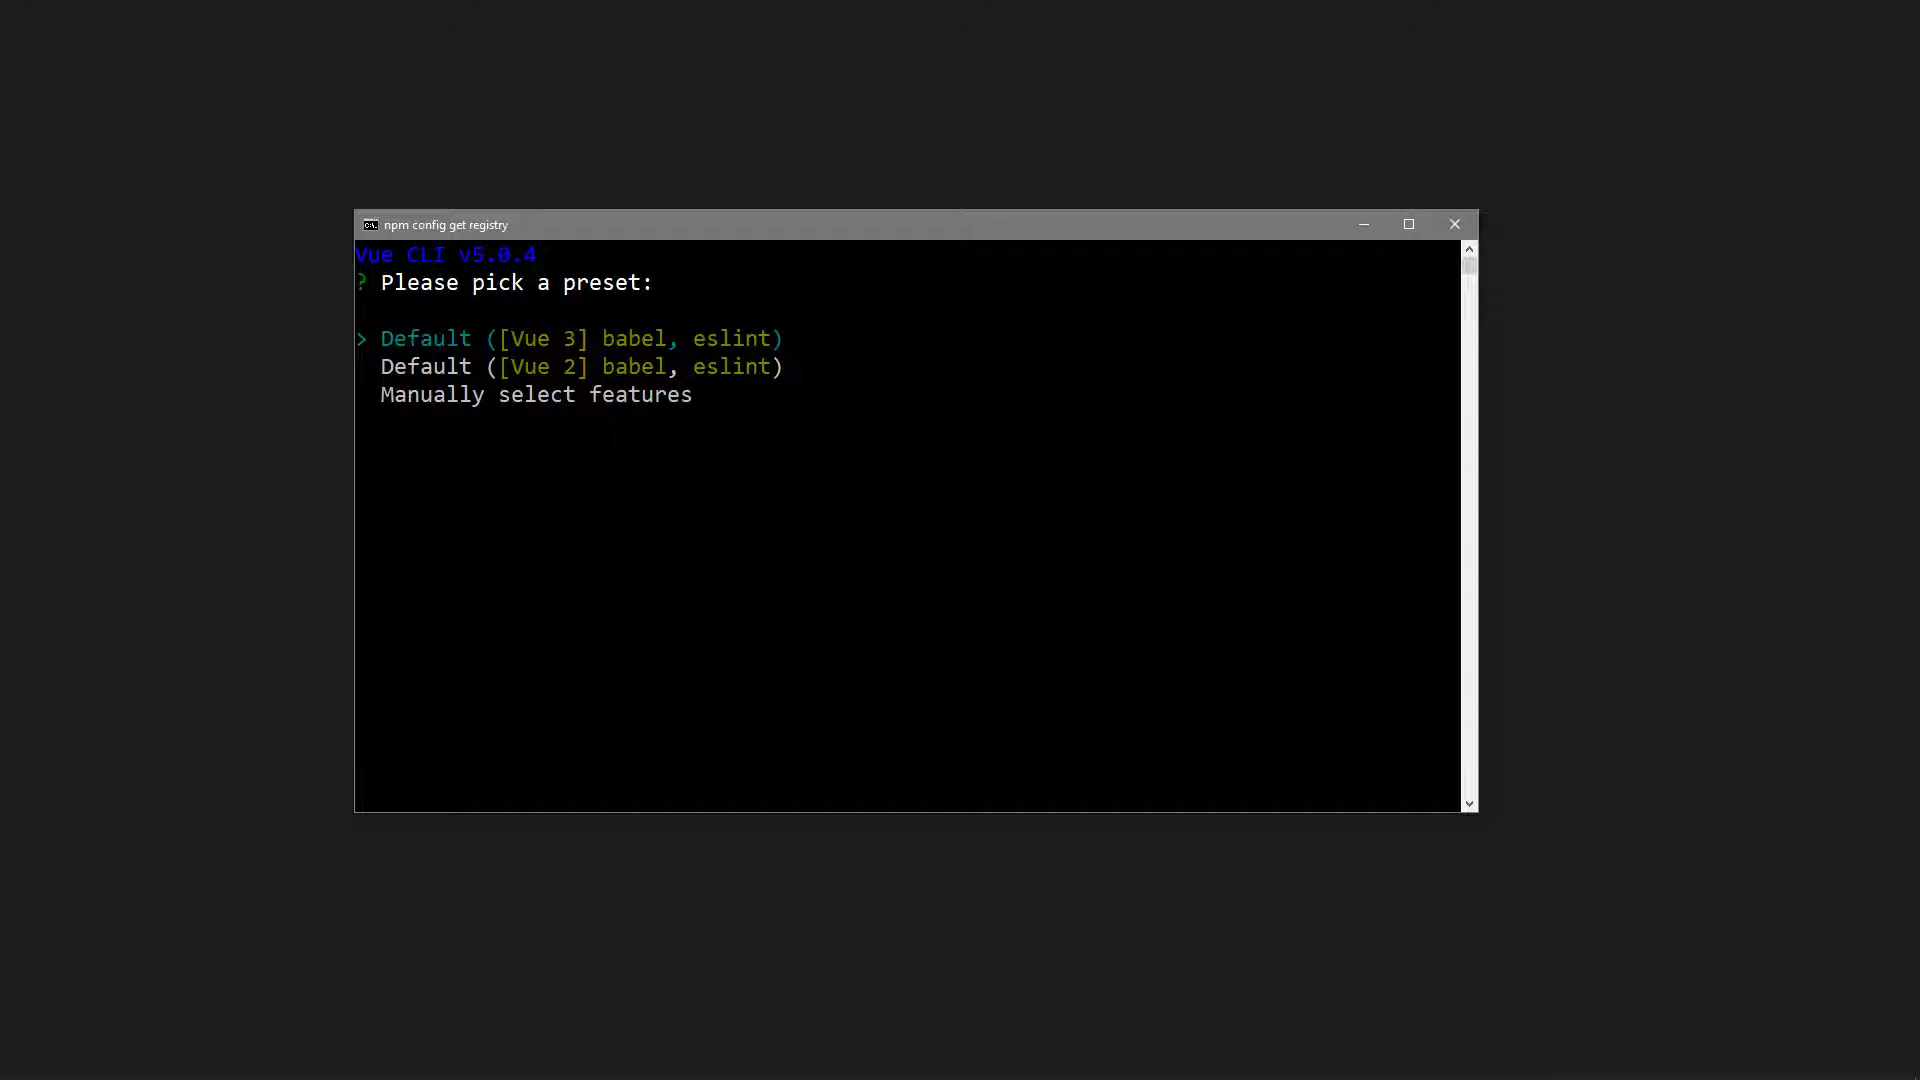 npm config get registry
Vue CLI v5.0.4
? Please pick a preset:
> Default ([Vue 3] babel, eslint)
Default ([Vue 2] babel, eslint)
Manually select features